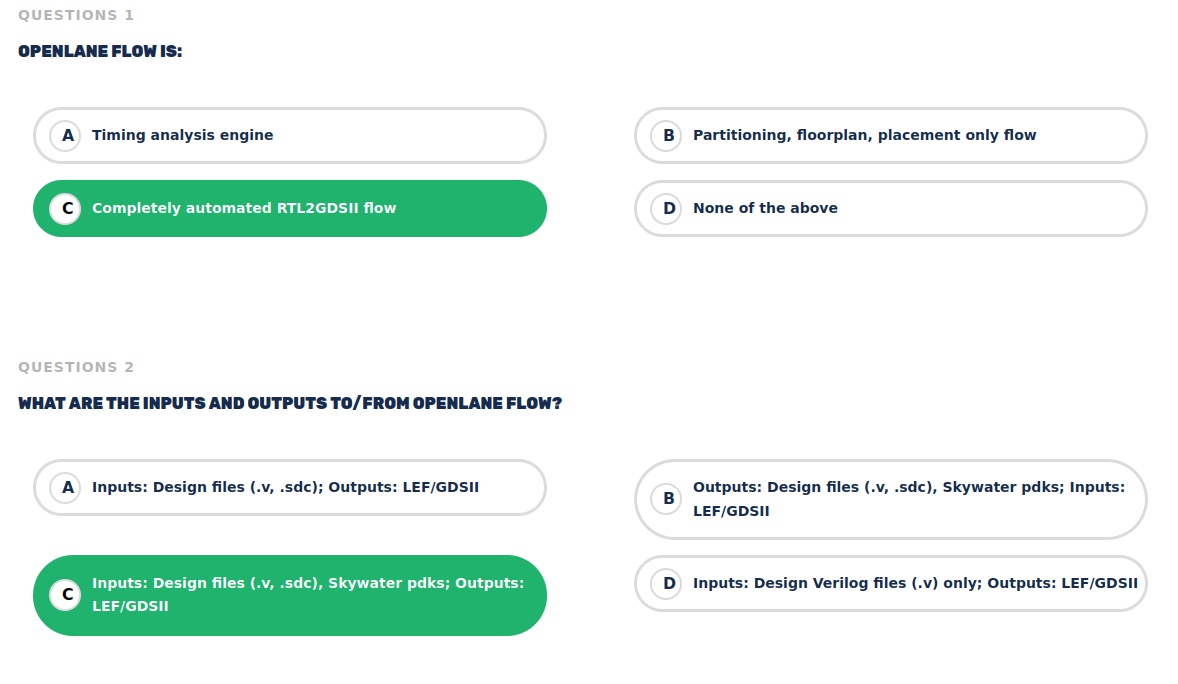 QUESTIONS 1
OPENLANE FLOW IS:
A Timing analysis engine
B Partitioning, floorplan, placement only flow
C Completely automated RTL2GDSII flow
D None of the above
QUESTIONS 2
WHAT ARE THE INPUTS AND OUTPUTS TO/FROM OPENLANE FLOW?
A Inputs: Design files (.v, .sdc); Outputs: LEF/GDSII
B Outputs: Design files (.v, .sdc), Skywater pdks; Inputs:
LEF/GDSII
C Inputs: Design files (.v, .sdc), Skywater pdks; Outputs:
LEF/GDSII
D Inputs: Design Verilog files (.v) only; Outputs: LEF/GDSII